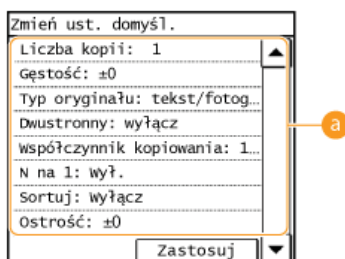 Zmień ust. domyśl.
Liczba kopii: 1
Gęstość: ±0
Typ oryginału: tekst/fotog...
Dwustronny: wyłącz
Współczynnik kopiowania: 1...
N na 1: Wył.
Sortuj: Wyłącz
Ostrość: ±0
Zastosuj
a